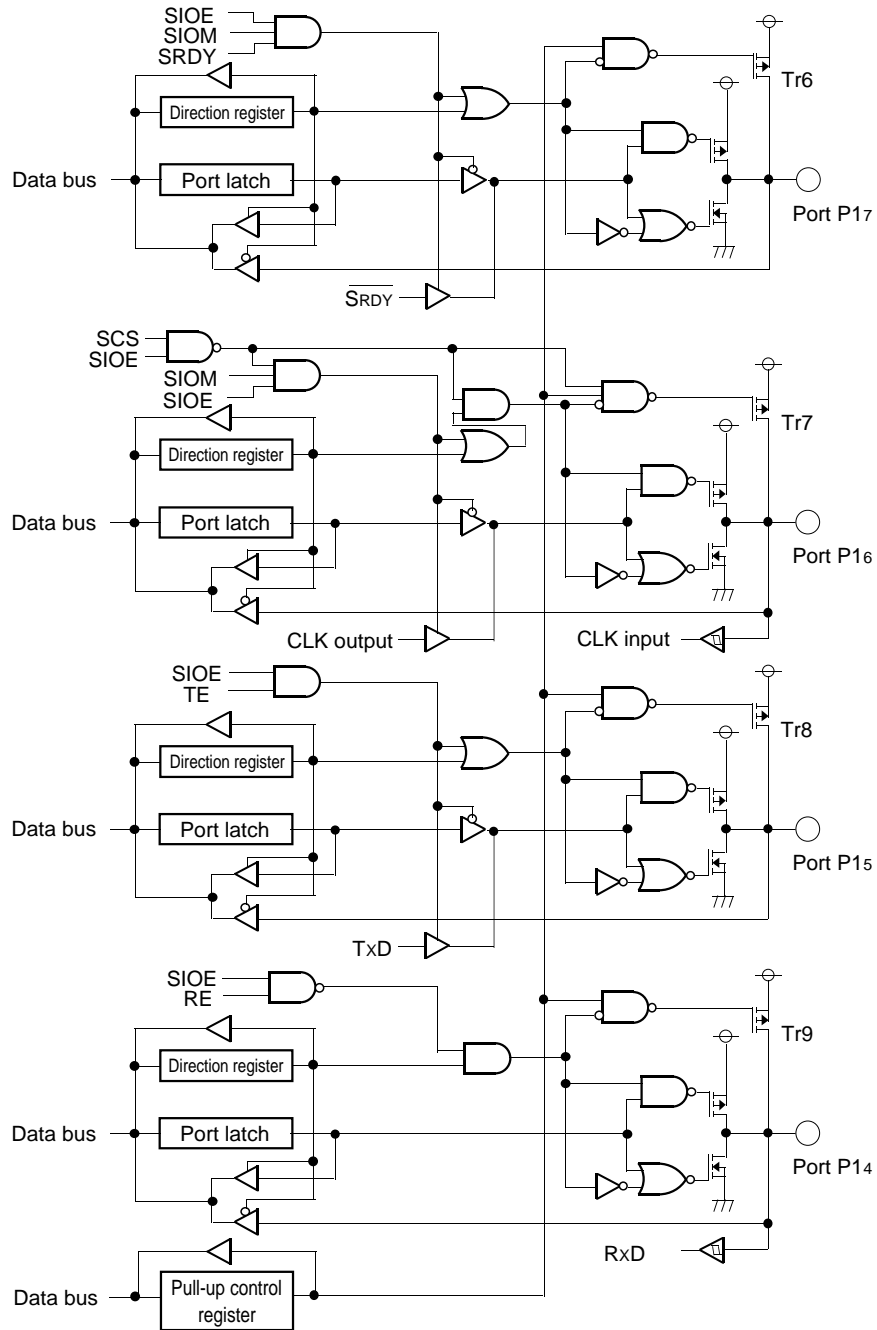 SIOE
SIOM
SRDY
Tr6
Direction register
Data bus
Port latch
Port P17
SRDY
SCS
SIOE
SIOM
SIOE
Tr7
Direction register
Data bus
Port latch
Port P16
CLK output
CLK input
SIOE
TE
Tr8
Direction register
Data bus
Port latch
Port P15
TxD
SIOE
RE
Tr9
Direction register
Data bus
Port latch
Port P14
RxD
Data bus
Pull-up control
register